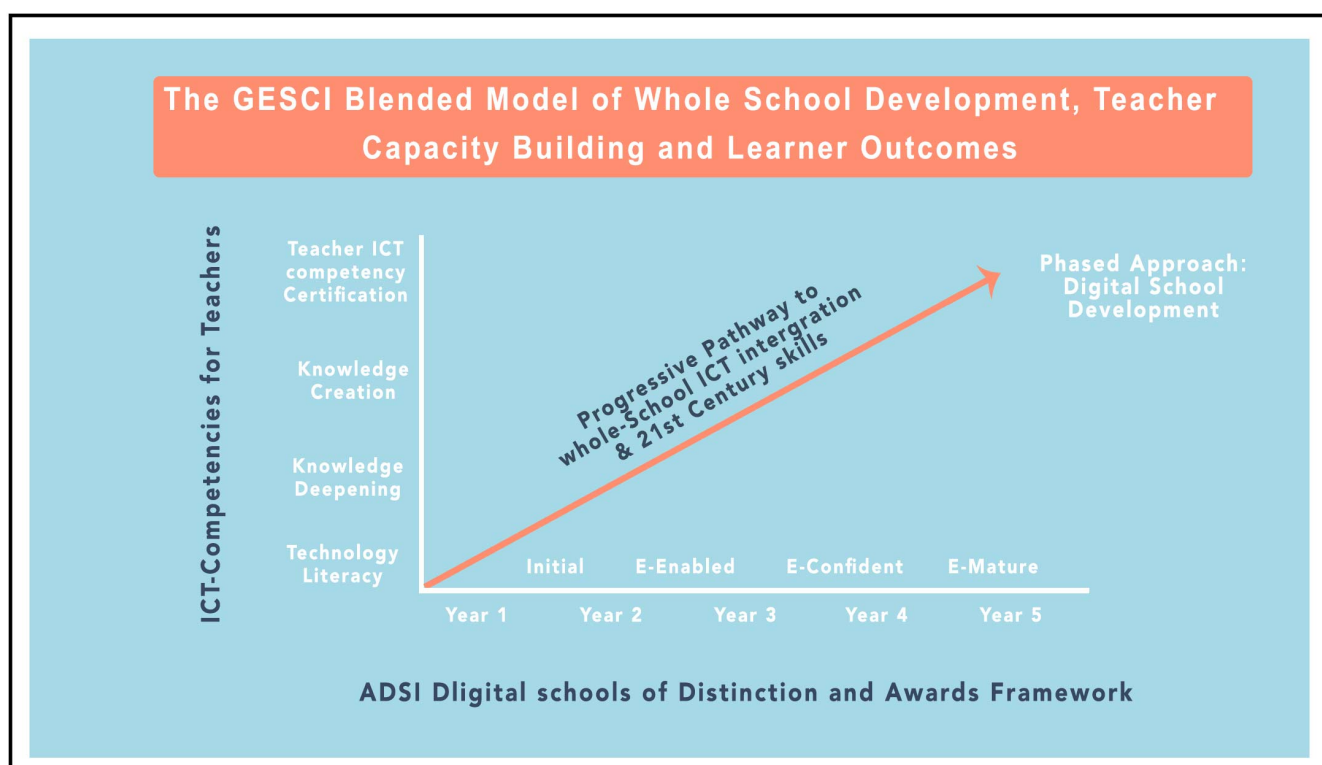 The GESCI Blended Model of Whole School Development, Teacher
Capacity Building and Learner Outcomes
ICT-Competencies for Teachers
Teacher ICT
competency
Certification
Knowledge
Creation
Knowledge
Deepening
Technology
Literacy
Progressive Pathway to
whole-School ICT intergration
& 21st Century skills
Phased Approach:
Digital School
Development
Initial E-Enabled E-Confident E-Mature
Year 1 Year 2 Year 3 Year 4 Year 5
ADSI Dligital schools of Distinction and Awards Framework